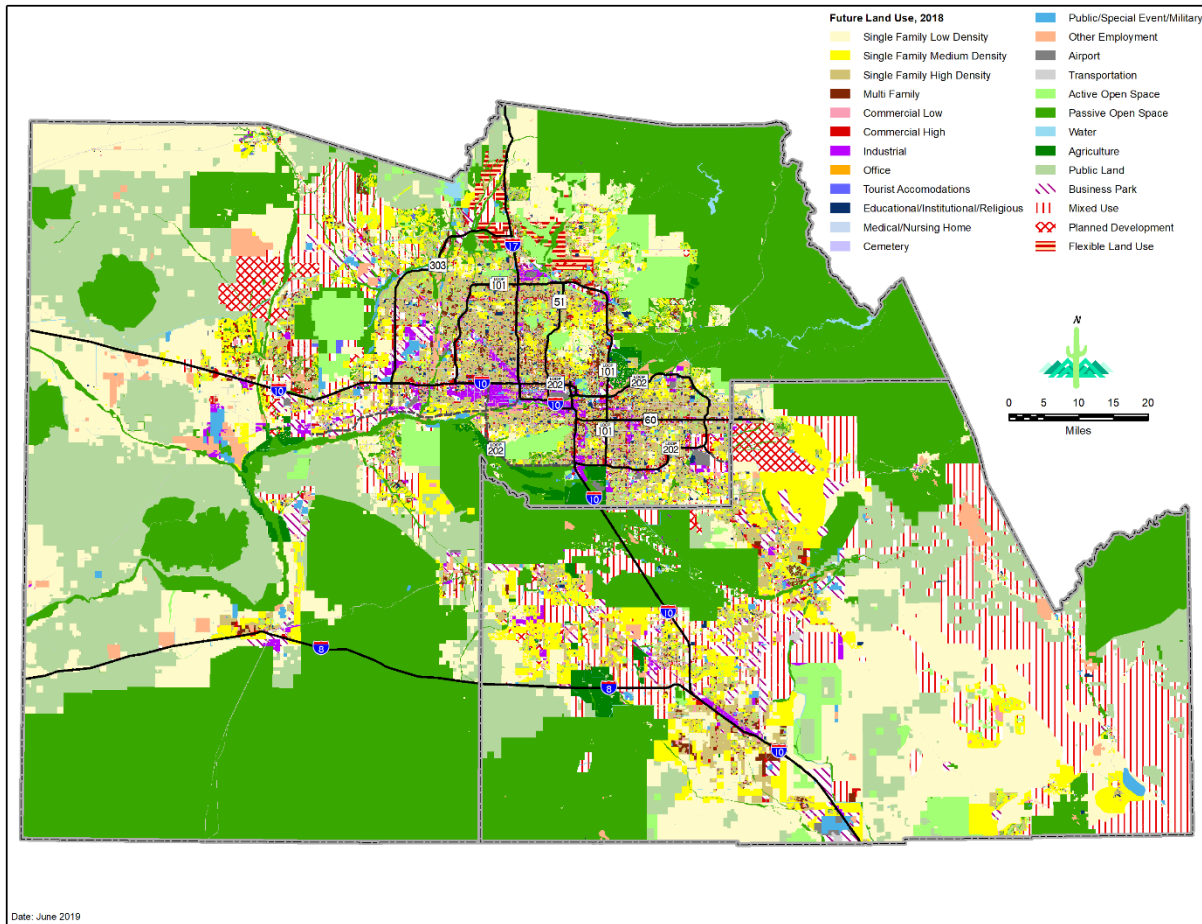 Future Land Use, 2018
Single Family Low Density
Single Family Medium Density
Single Family High Density
Multi Family
Commercial Low
Commercial High
Industrial
Office
Tourist Accomodations
Educational/Institutional/Religious
Medical/Nursing Home
Cemetery
Public/Special Event/Military
Other Employment
Airport
Transportation
Active Open Space
Passive Open Space
Water
Agriculture
Public Land
Business Park
Mixed Use
Planned Development
Flexible Land Use
17
303
101
51
N
10
10
202
101
202
10
0 5 10 15 20
Miles
60
101
202
202
10
10
8
8
10
Date: June 2019